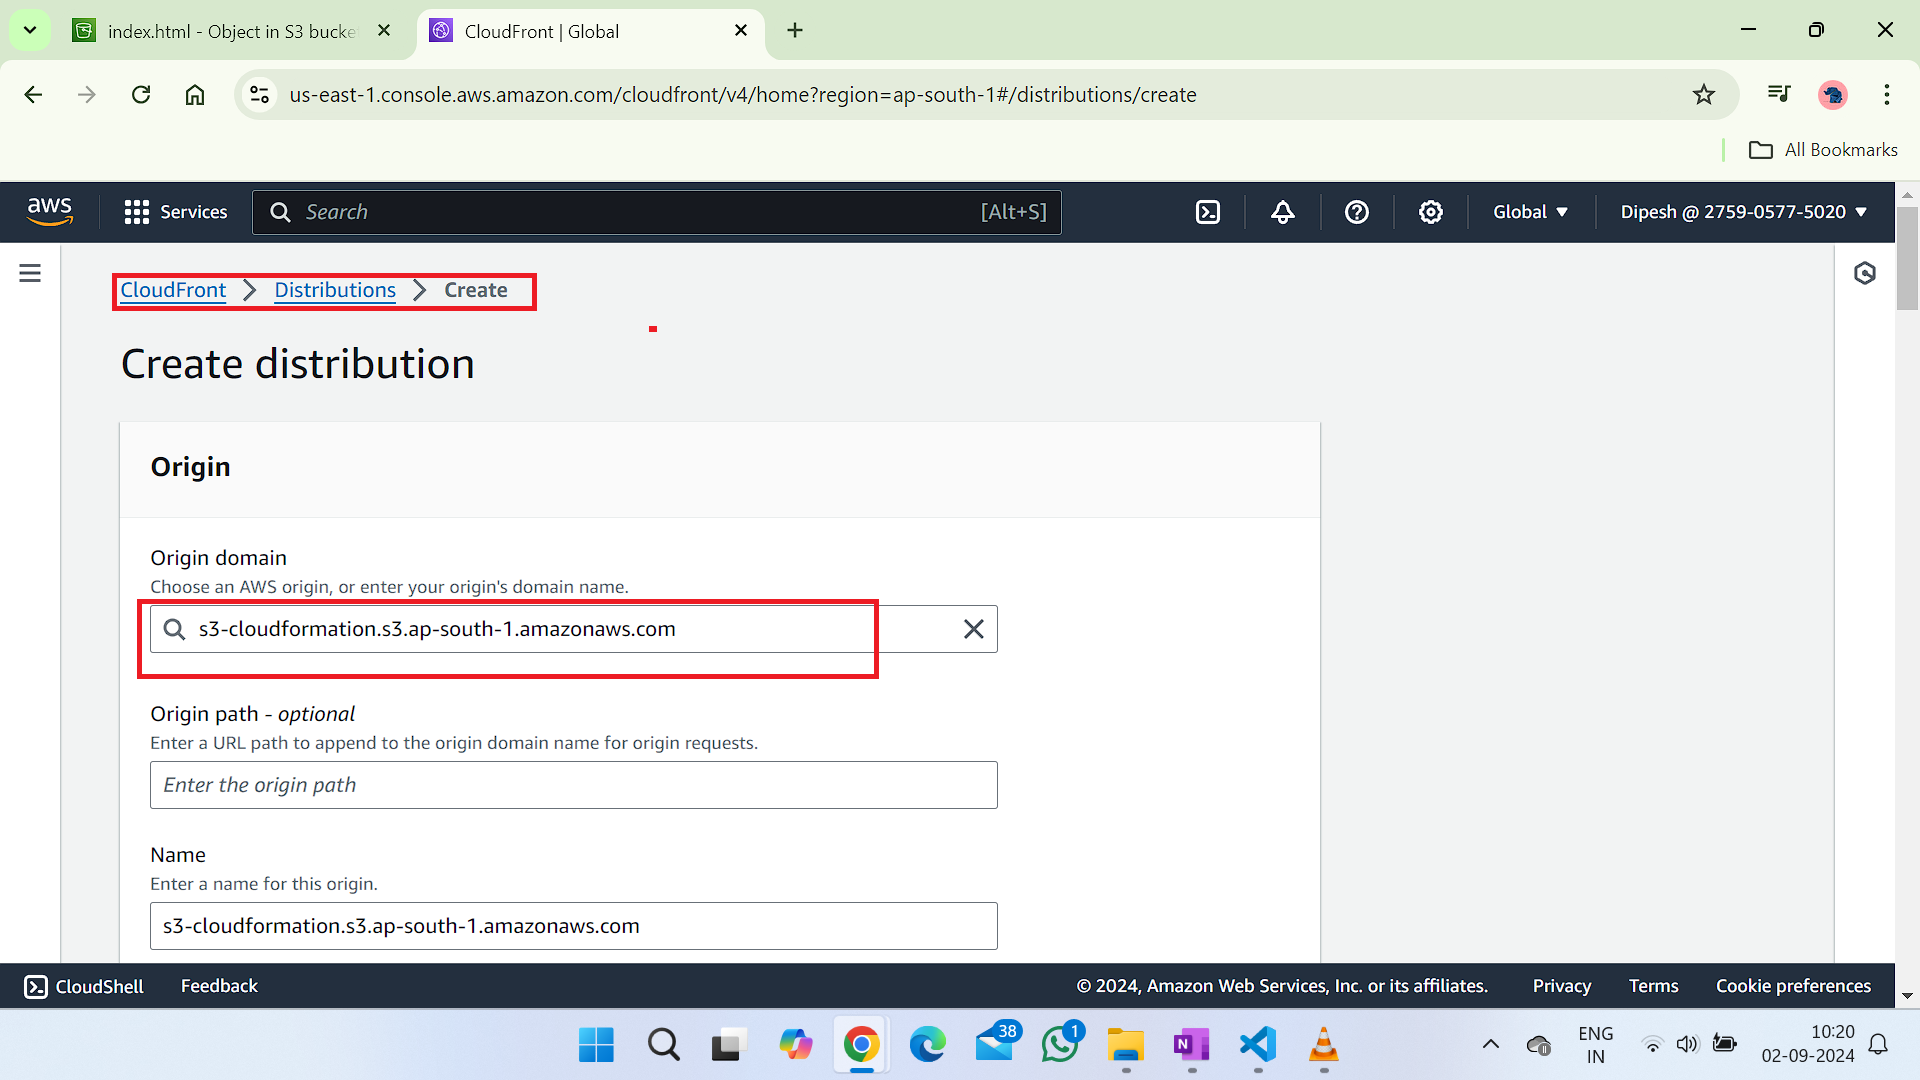 index.html - Object in S3 bucke
CloudFront | Global
us-east-1.console.aws.amazon.com/cloudfront/v4/home?region=ap-south-1#/distributions/create
All Bookmarks
aws
Services
Search
[Alt+S]
Global
Dipesh @ 2759-0577-5020
CloudFront
Distributions
Create
Create distribution
Origin
Origin domain
Choose an AWS origin, or enter your origin's domain name.
s3-cloudformation.s3.ap-south-1.amazonaws.com
Origin path - optional
Enter a URL path to append to the origin domain name for origin requests.
Enter the origin path
Name
Enter a name for this origin.
s3-cloudformation.s3.ap-south-1.amazonaws.com
CloudShell
Feedback
© 2024, Amazon Web Services, Inc. or its affiliates.
Privacy
Terms
Cookie preferences
38
1
N
ENG
IN
10:20
02-09-2024